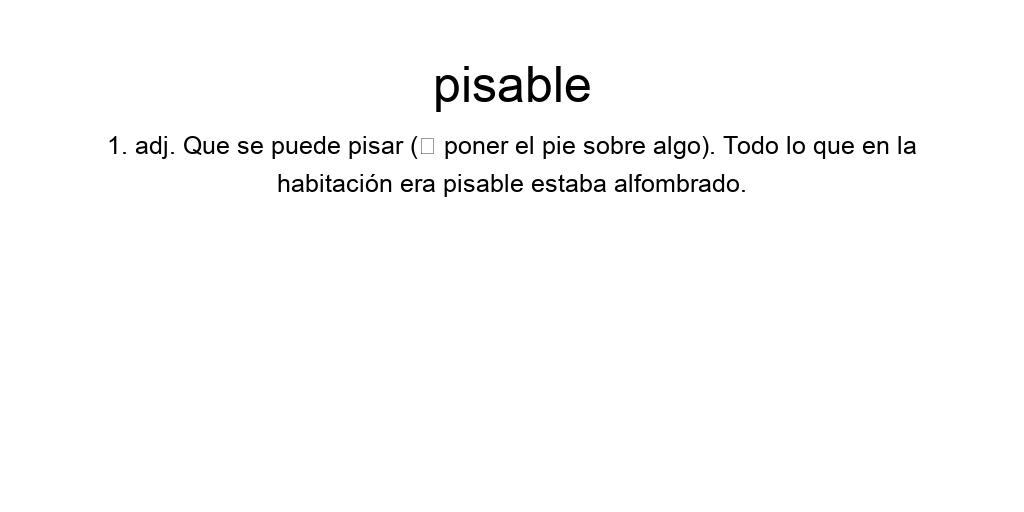 pisable
1. adj. Que se puede pisar (□ poner el pie sobre algo). Todo lo que en la
habitación era pisable estaba alfombrado.